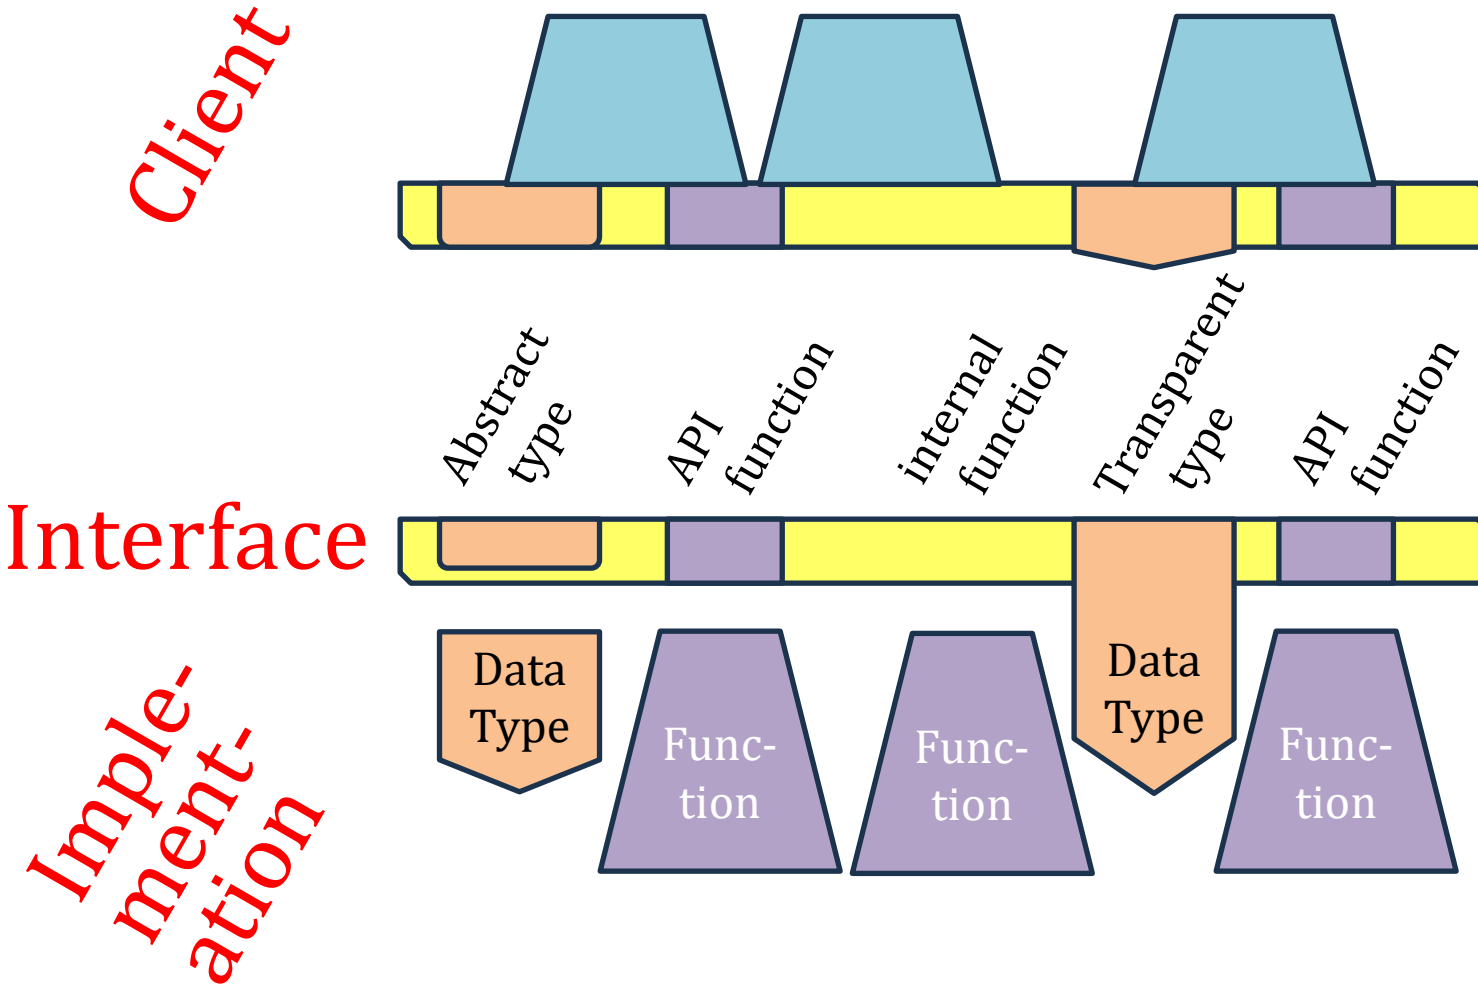 Client
Abstract
type
API
function
internal
function
Transparent
type
API
function
Interface
Data
Type
Func-
tion
Func-
tion
Data
Type
Func-
tion
Imple-
ment-
ation